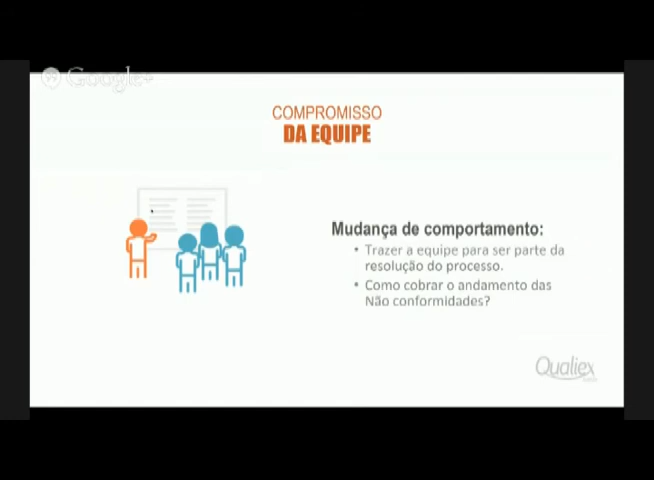 Google+
COMPROMISSO
DA EQUIPE
Mudança de comportamento:
• Trazer a equipe para ser parte da
resolução do processo.
• Como cobrar o andamento das
Não conformidades?
Qualiex